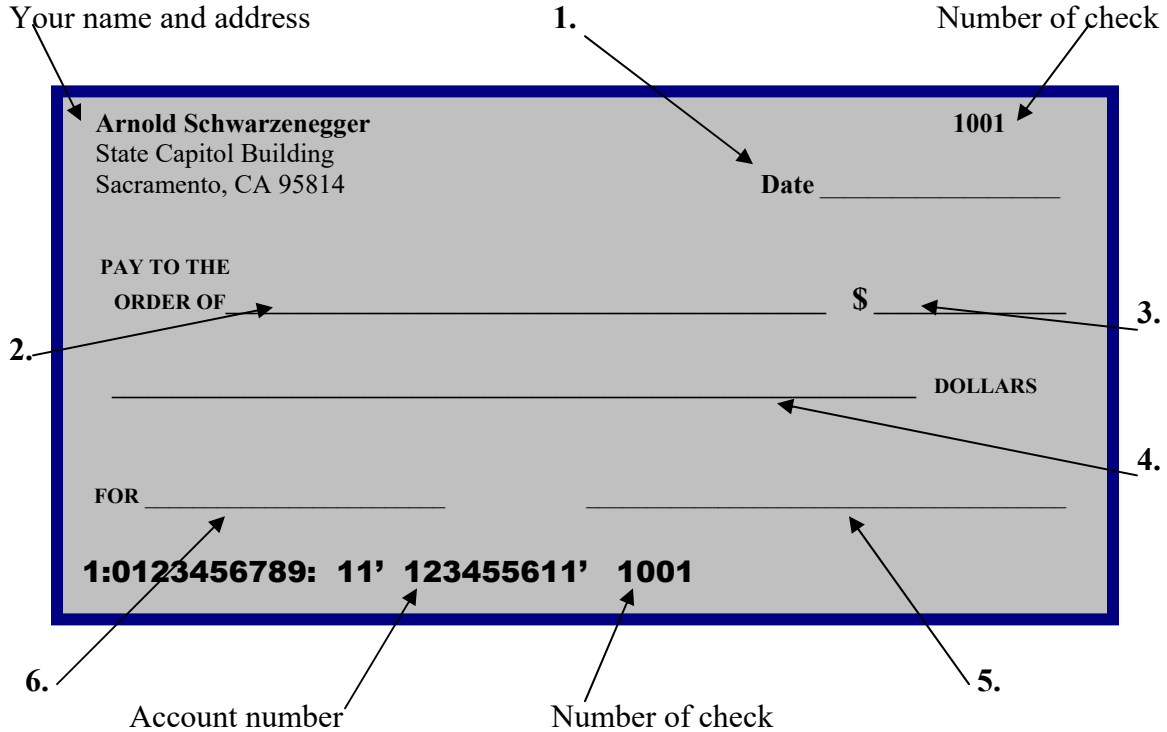 Your name and address 1. Number of check
Arnold Schwarzenegger 1001
State Capitol Building
Sacramento, CA 95814 Date
PAY TO THE
ORDER OF $ 3.
2.
DOLLARS
4.
FOR
1:0123456789: 11’ 123455611’ 1001
6. 5.
Account number Number of check